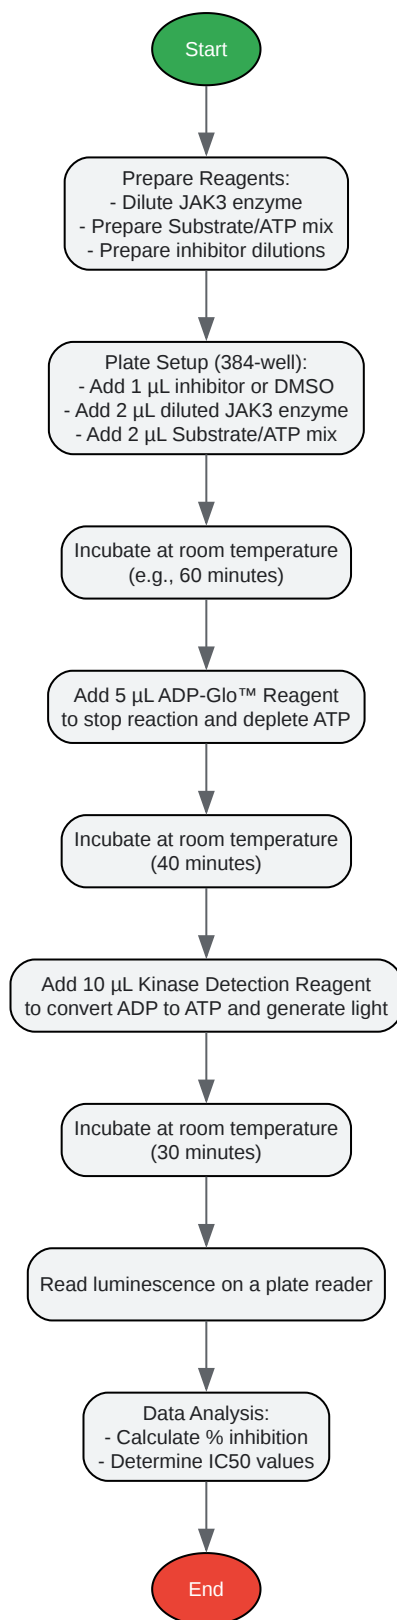 Start
Prepare Reagents:
- Dilute JAK3 enzyme
- Prepare Substrate/ATP mix
- Prepare inhibitor dilutions
Plate Setup (384-well):
- Add 1 µL inhibitor or DMSO
- Add 2 µL diluted JAK3 enzyme
- Add 2 µL Substrate/ATP mix
Incubate at room temperature
(e.g., 60 minutes)
Add 5 µL ADP-Glo™ Reagent
to stop reaction and deplete ATP
Incubate at room temperature
(40 minutes)
Add 10 µL Kinase Detection Reagent
to convert ADP to ATP and generate light
Incubate at room temperature
(30 minutes)
Read luminescence on a plate reader
Data Analysis:
- Calculate % inhibition
- Determine IC50 values
End